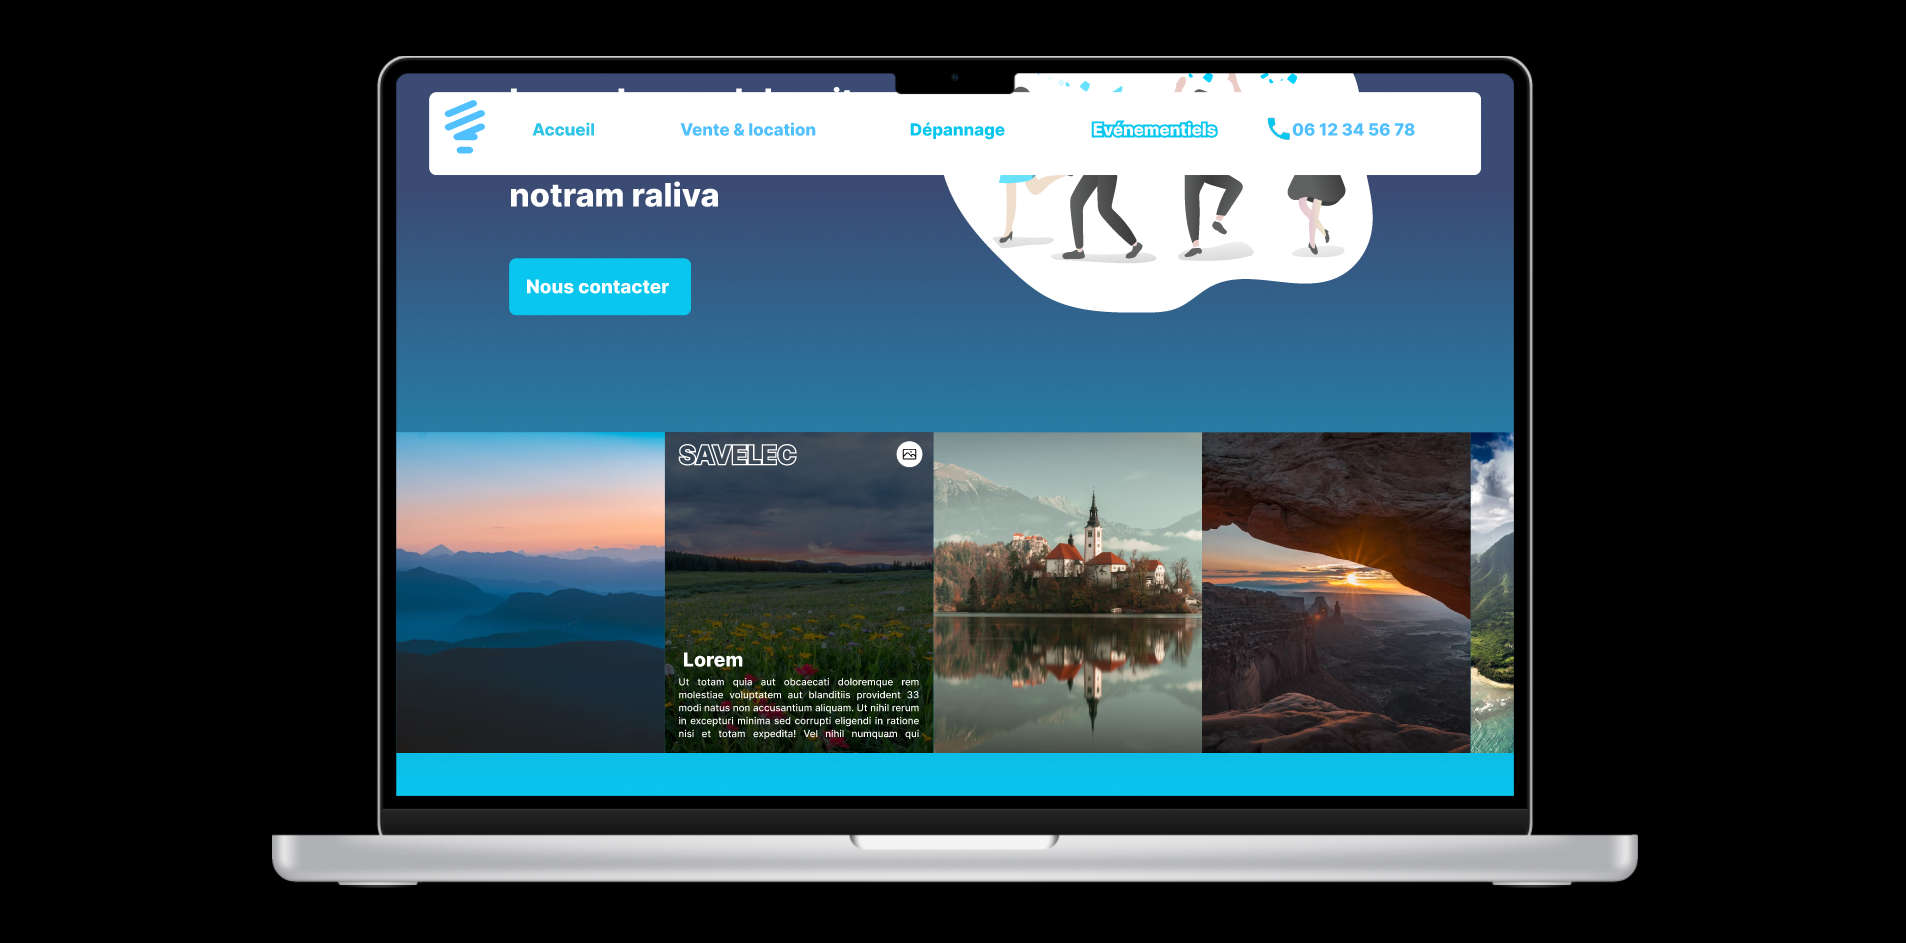 Accueil
Vente & location
Dépannage
Evénementiels
06 12 34 56 78
notram raliva
Nous contacter
SAVELEC
Lorem
Ut totam quia aut obcaecati doloremque rem
molestiae voluptatem aut blanditiis provident 33
modi natus non accusantium aliquam. Ut nihil rerum
in excepturi minima sed corrupti eligendi in ratione
nisi et totam expedita! Vel nihil numquam qui